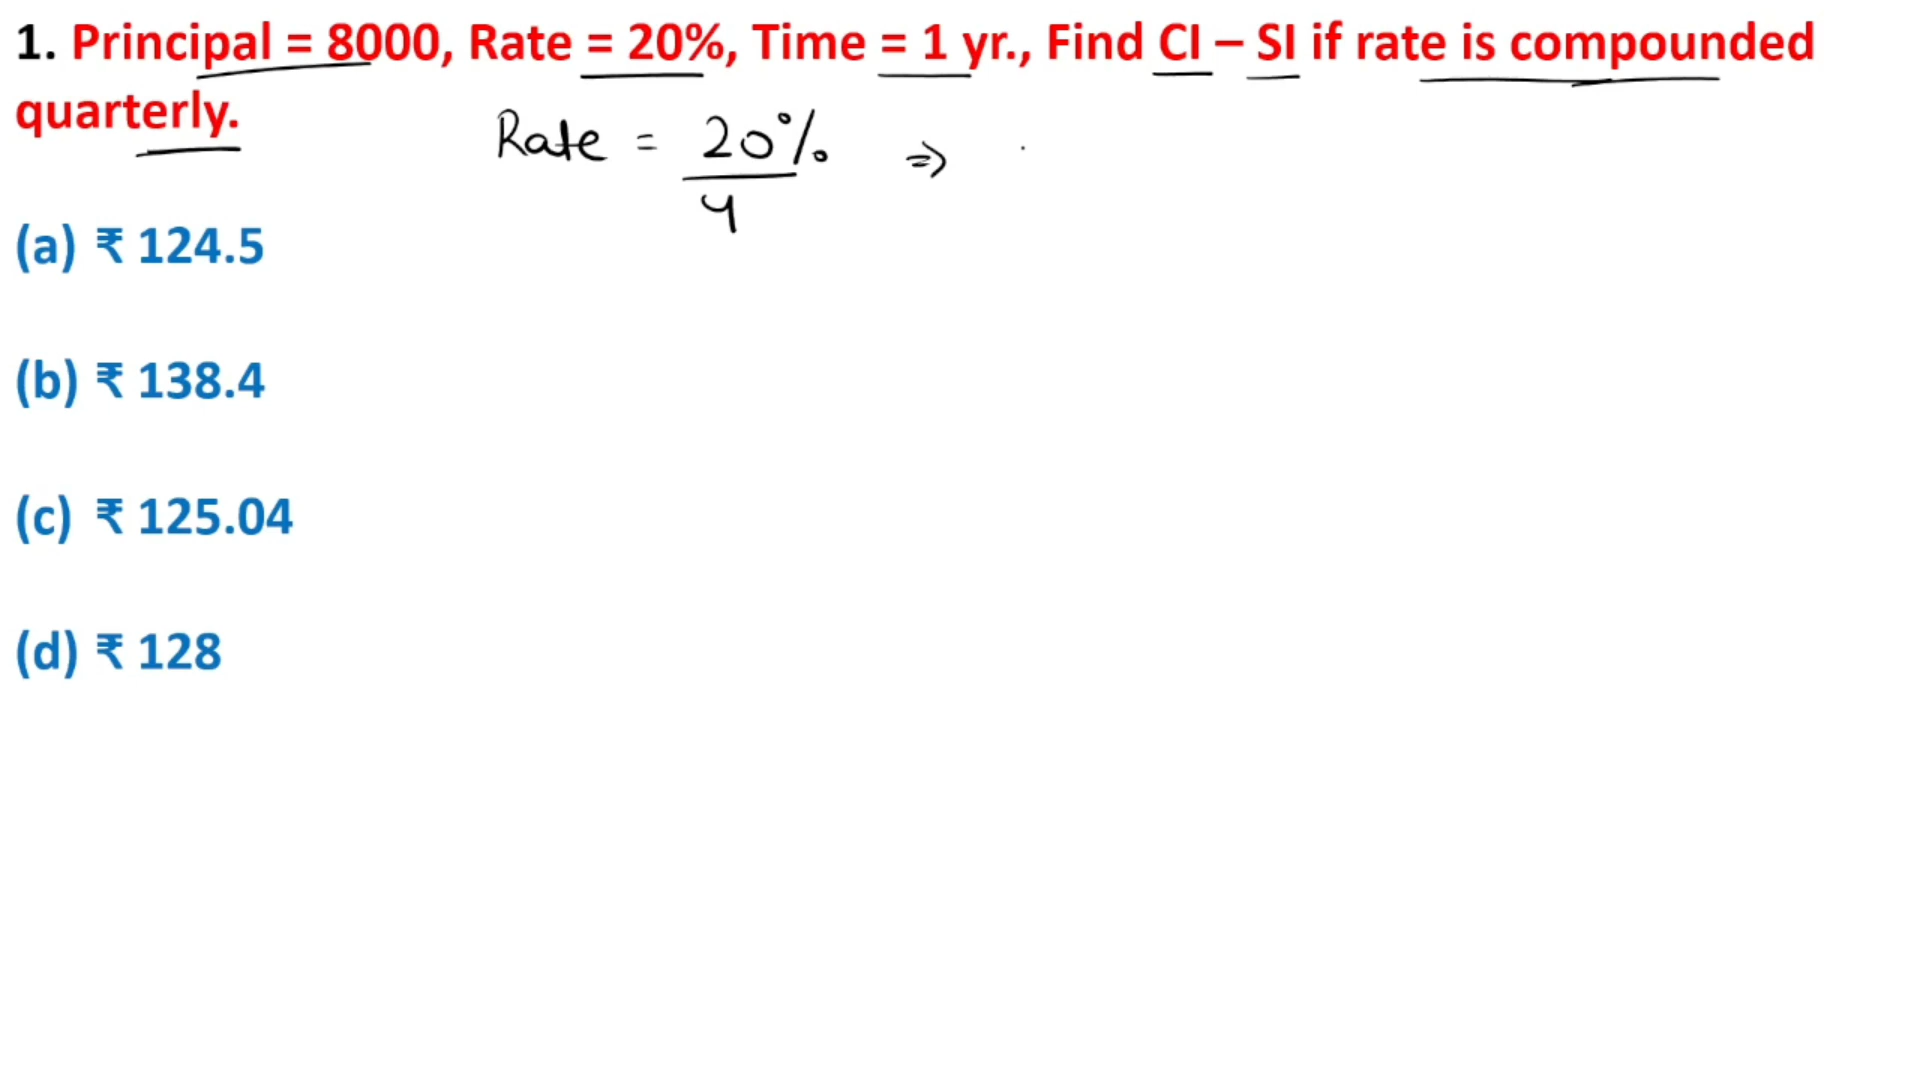 1. Principal = 8000, Rate = 20%, Time = 1 yr., Find CI – SI if rate is compounded
quarterly.
Rate = 20% ⇒
4
(a) ₹ 124.5
(b) ₹ 138.4
(c) ₹ 125.04
(d) ₹ 128